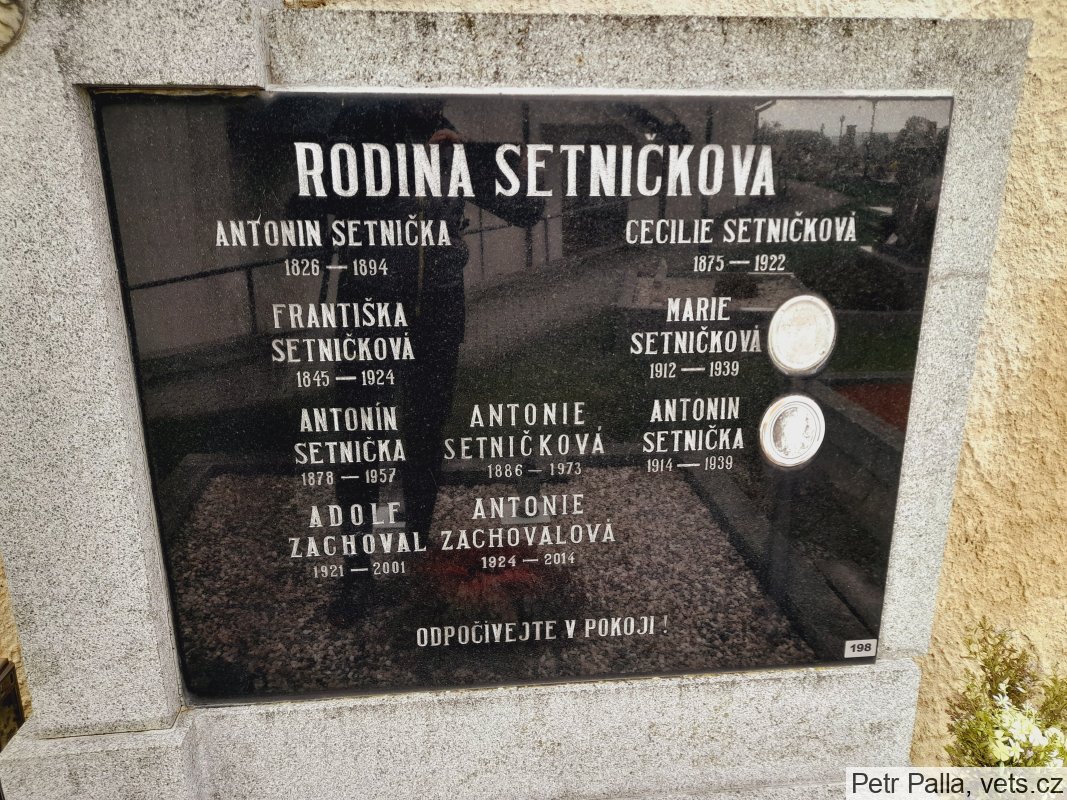 RODINA SETNIČKOVA
ANTONIN SETNIČKA
1826 — 1894
CECILIE SETNIČKOVÁ
1875 — 1922
FRANTIŠKA
SETNIČKOVÁ
1845 — 1924
MARIE
SETNIČKOVÁ
1912 — 1939
ANTONÍN
SETNIČKA
1878 — 1957
ANTONIE
SETNIČKOVÁ
1886 — 1973
ANTONIN
SETNIČKA
1914 — 1939
ADOLF
ZACHOVAL
1921 — 2001
ANTONIE
ZACHOVALOVÁ
1924 — 2014
ODPOČÍVEJTE V POKOJI !
198
Petr Palla, vets.cz